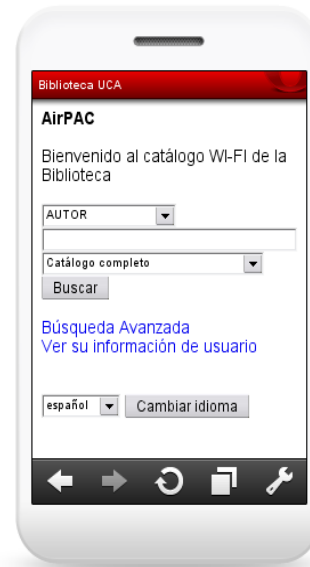 Biblioteca UCA
AirPAC
Bienvenido al catálogo WI-FI de la
Biblioteca
AUTOR
Catálogo completo
Buscar
Búsqueda Avanzada
Ver su información de usuario
español Cambiar idioma